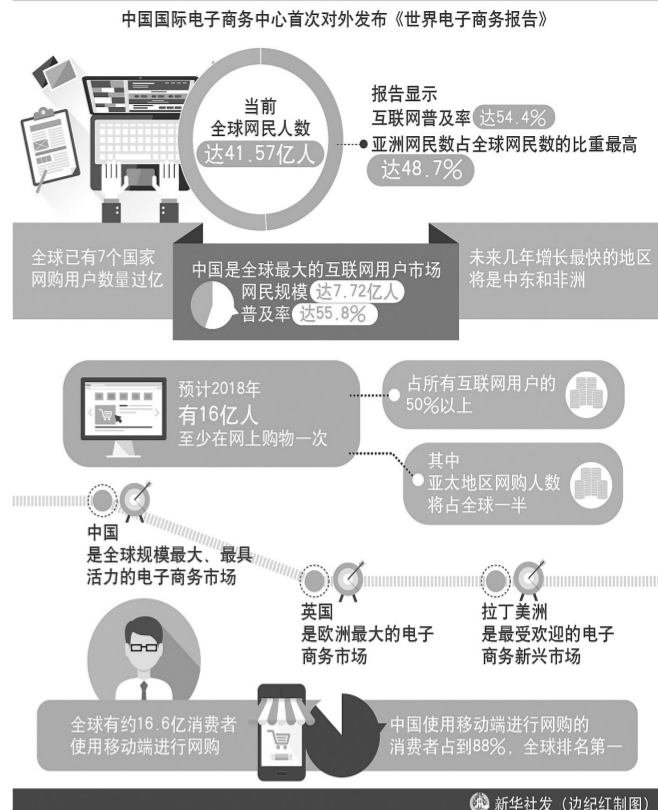 中国国际电子商务中心首次对外发布《世界电子商务报告》
当前
全球网民人数
达41.57亿人
报告显示
互联网普及率 达54.4%
亚洲网民数占全球网民数的比重最高
达48.7%
全球已有7个国家
网购用户数量过亿
中国是全球最大的互联网用户市场
网民规模 达7.72亿人
普及率 达55.8%
未来几年增长最快的地区
将是中东和非洲
预计2018年
有16亿人
至少在网上购物一次
占所有互联网用户的
50%以上
其中
亚太地区网购人数
将占全球一半
中国
是全球规模最大、最具
活力的电子商务市场
英国
是欧洲最大的电子
商务市场
拉丁美洲
是最受欢迎的电子
商务新兴市场
全球有约16.6亿消费者
使用移动端进行网购
中国使用移动端进行网购的
消费者占到88%，全球排名第一
新华社发（边纪红制图）